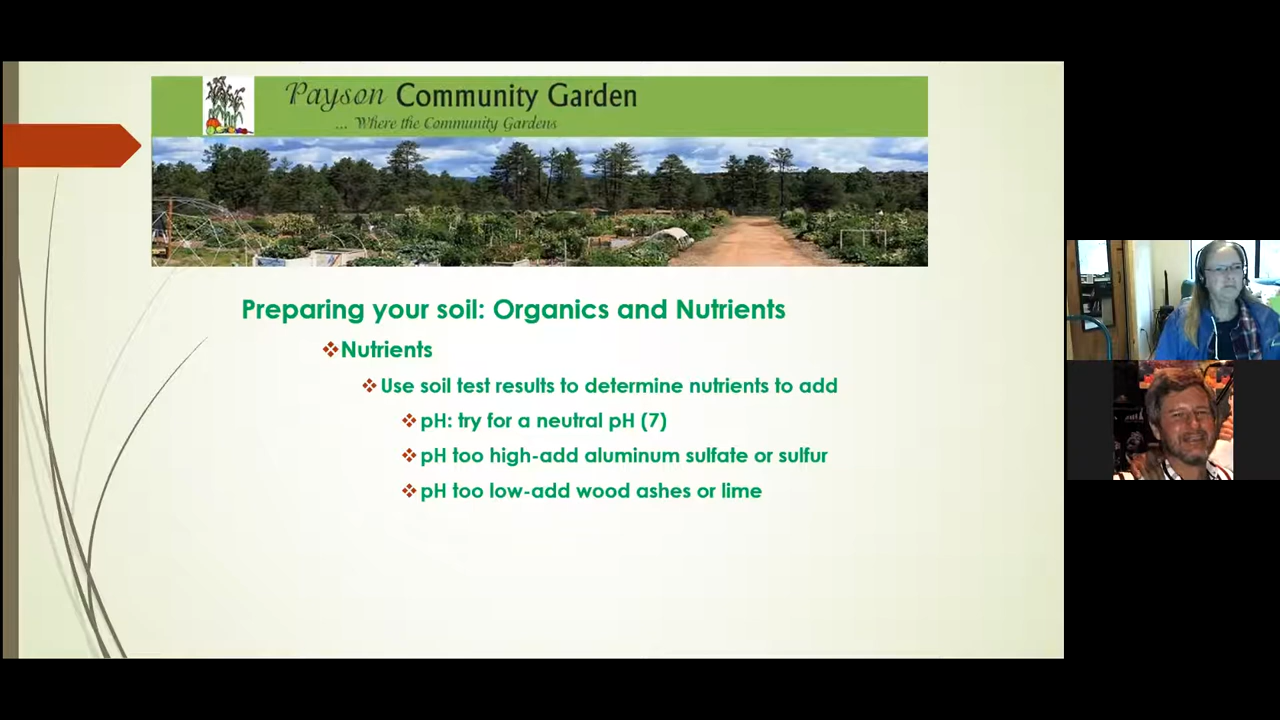 Payson Community Garden
... Where the Community Gardens
Preparing your soil: Organics and Nutrients
Nutrients
Use soil test results to determine nutrients to add
pH: try for a neutral pH (7)
pH too high-add aluminum sulfate or sulfur
pH too low-add wood ashes or lime